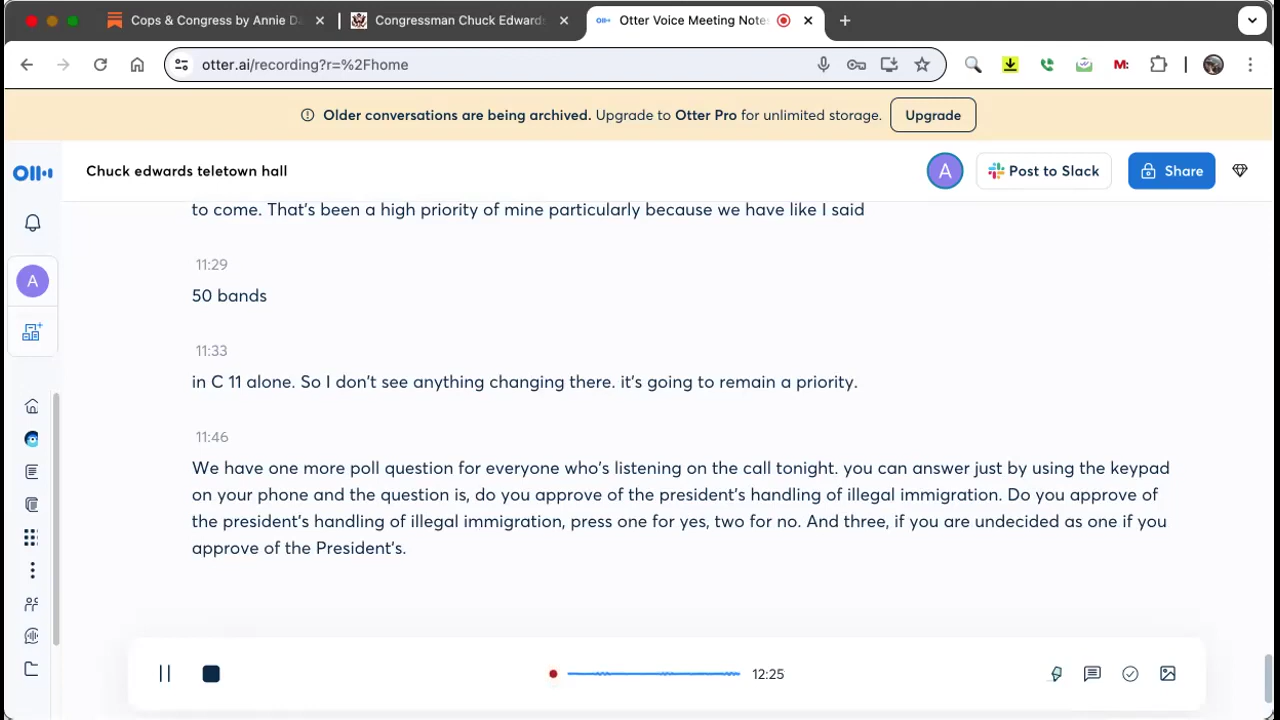 Cops & Congress by Annie Da
Congressman Chuck Edwards
Otter Voice Meeting Notes
otter.ai/recording?r=%2Fhome
M:
Older conversations are being archived. Upgrade to Otter Pro for unlimited storage.
Upgrade
Chuck edwards teletown hall
A
Post to Slack
Share
A
to come. That's been a high priority of mine particularly because we have like I said
11:29
50 bands
11:33
in C 11 alone. So I don't see anything changing there. it's going to remain a priority.
11:46
We have one more poll question for everyone who's listening on the call tonight. you can answer just by using the keypad
on your phone and the question is, do you approve of the president's handling of illegal immigration. Do you approve of
the president's handling of illegal immigration, press one for yes, two for no. And three, if you are undecided as one if you
approve of the President's.
12:25